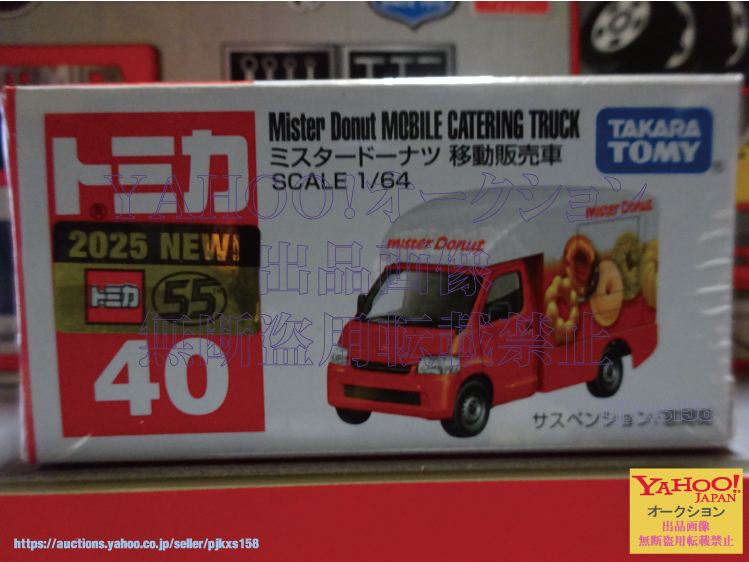 Mister Donut MOBILE CATERING TRUCK
ミスタードーナツ 移動販売車
SCALE 1/64
トミカ
®
TAKARA
TOMY
®
2025 NEW!
トミカ
55
40
mister Donut
mister Donut
サスペンション
YAHOO!オークション
出品画像
無断盗用転載禁止
YAHOO!
JAPAN
オークション
出品画像
無断盗用転載禁止
https://auctions.yahoo.co.jp/seller/pjkxs158